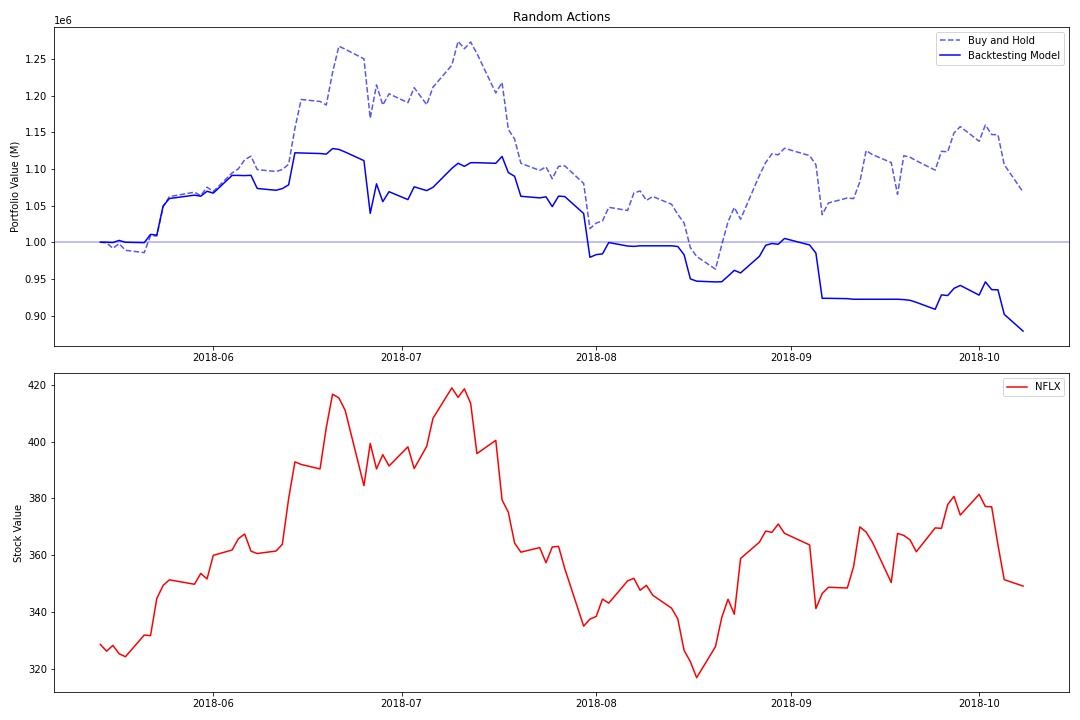 Random Actions
1e6
Buy and Hold
Backtesting Model
Portfolio Value (M)
1.25
1.20
1.15
1.10
1.05
1.00
0.95
0.90
2018-06 2018-07 2018-08 2018-09 2018-10
NFLX
Stock Value
420
400
380
360
340
320
2018-06 2018-07 2018-08 2018-09 2018-10